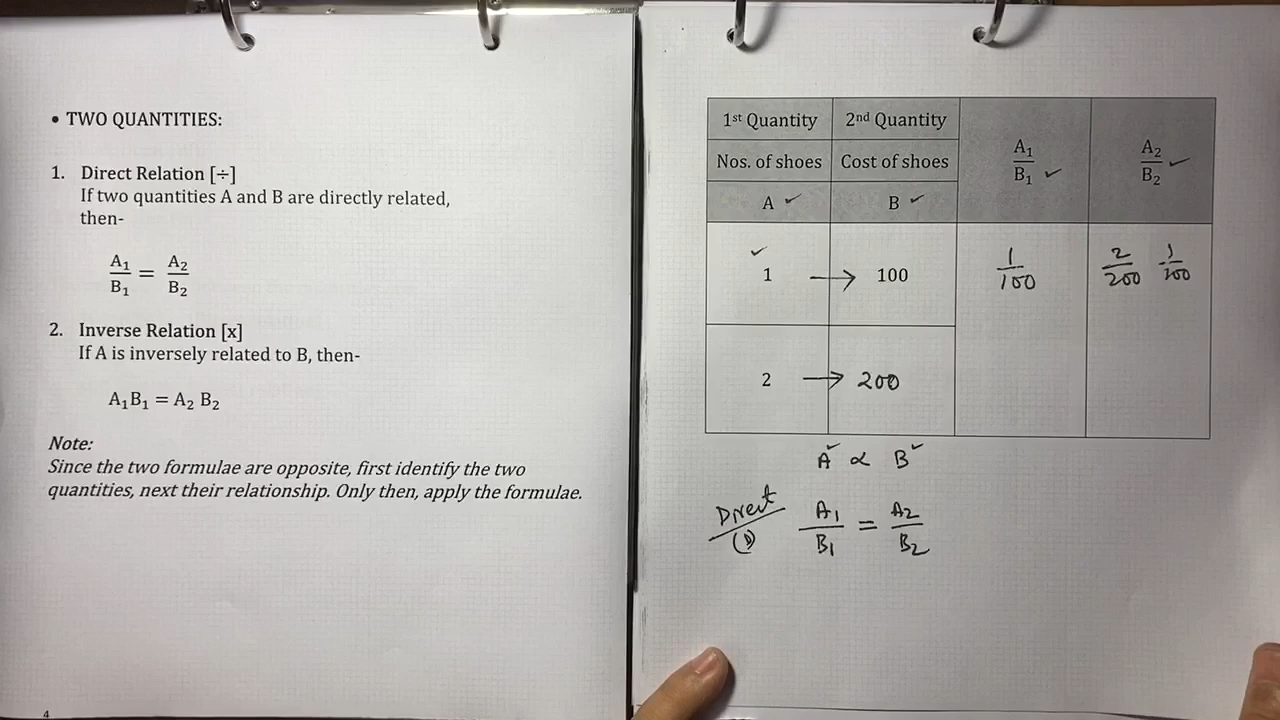 • TWO QUANTITIES:
1. Direct Relation [÷]
If two quantities A and B are directly related,
then-
A₁/B₁ = A₂/B₂
2. Inverse Relation [x]
If A is inversely related to B, then-
A₁B₁ = A₂ B₂
Note:
Since the two formulae are opposite, first identify the two
quantities, next their relationship. Only then, apply the formulae.
4
1st Quantity 2nd Quantity A₁/B₁ ✓ A₂/B₂ ✓
Nos. of shoes Cost of shoes
A ✓ B ✓
✓ 1 → 100 1/100 2/200 = 1/100
2 → 200
A ✓ ∝ B ✓
Direct/(D) A₁/B₁ = A₂/B₂